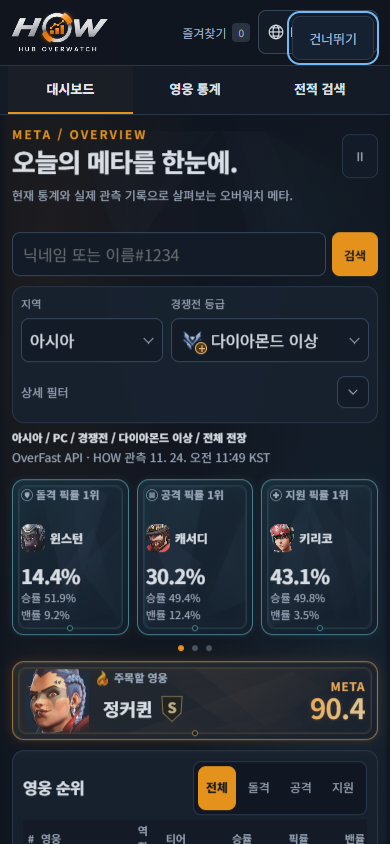 HOW
HUB OVERWATCH
즐겨찾기 0
건너뛰기
대시보드 영웅 통계 전적 검색
META / OVERVIEW
오늘의 메타를 한눈에.
현재 통계와 실제 관측 기록으로 살펴보는 오버워치 메타.
닉네임 또는 이름#1234 검색
지역 경쟁전 등급
아시아 다이아몬드 이상
상세 필터
아시아 / PC / 경쟁전 / 다이아몬드 이상 / 전체 전장
OverFast API · HOW 관측 11. 24. 오전 11:49 KST
돌격 픽률 1위
윈스턴
14.4%
승률 51.9%
밴률 9.2%
공격 픽률 1위
캐서디
30.2%
승률 49.4%
밴률 12.4%
지원 픽률 1위
키리코
43.1%
승률 49.8%
밴률 3.5%
주목할 영웅
정커퀸 S
META
90.4
영웅 순위
전체 돌격 공격 지원
# 영웅 역 티어 승률 픽률 밴률